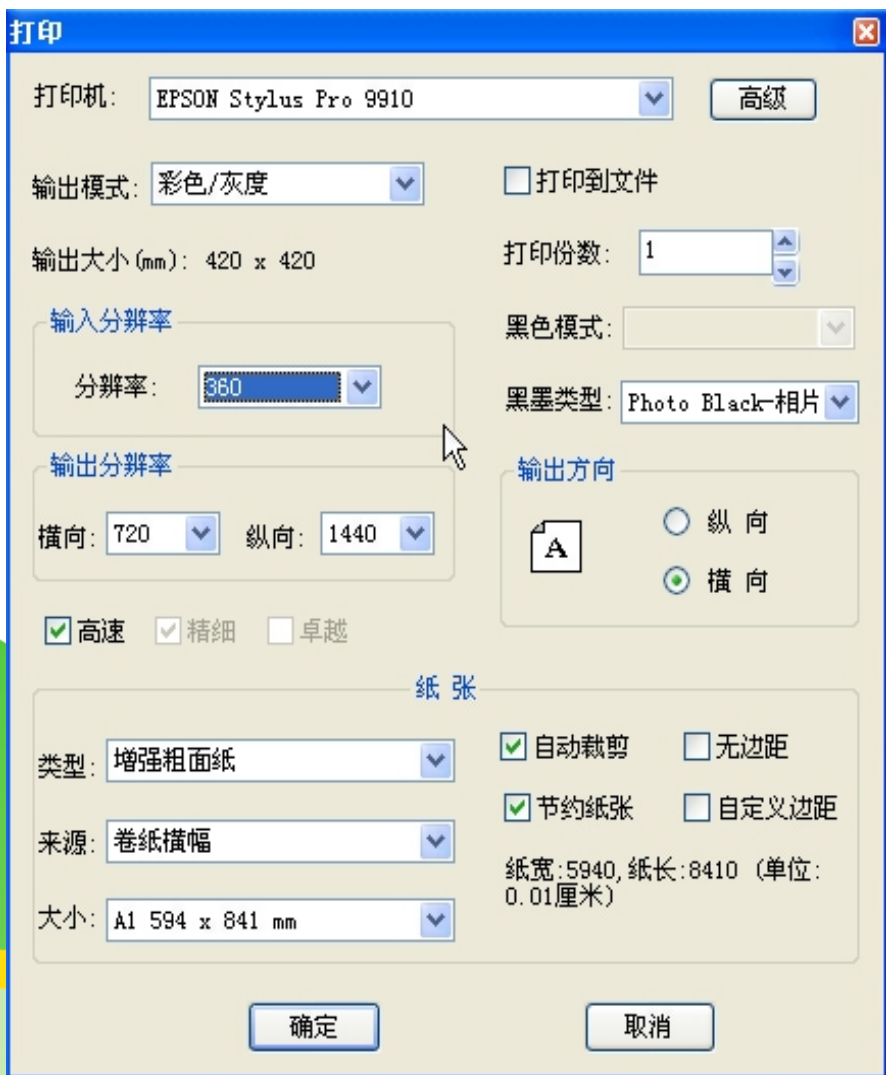 打印
打印机: EPSON Stylus Pro 9910 高级
输出模式: 彩色/灰度 打印到文件
输出大小(mm): 420 x 420 打印份数: 1
输入分辨率 黑色模式:
分辨率: 360 黑墨类型: Photo Black-相片
输出分辨率 输出方向
横向: 720 纵向: 1440 A 纵 向
横 向
高速 精细 卓越
纸 张
类型: 增强粗面纸 自动裁剪 无边距
节约纸张 自定义边距
来源: 卷纸横幅
纸宽:5940,纸长:8410 (单位:
0.01厘米)
大小: A1 594 x 841 mm
确定 取消